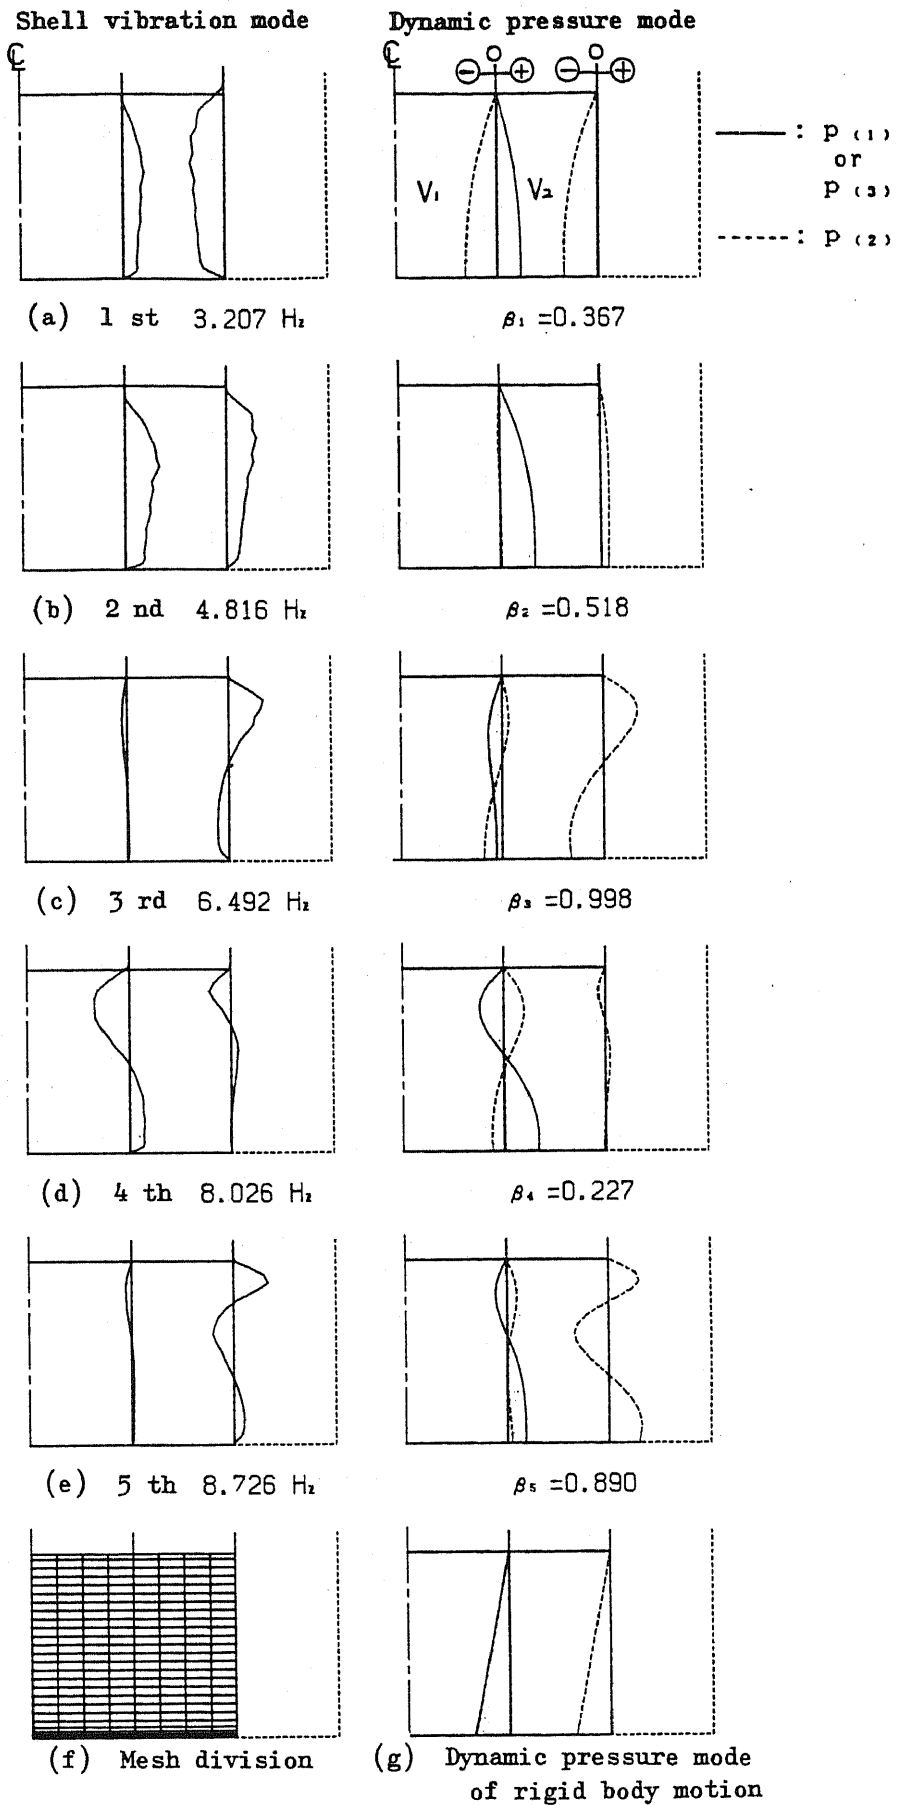 Shell vibration mode
Dynamic pressure mode
℄
℄
O O
⊖ ⊕ ⊖ ⊕
V₁ V₂
: p (1)
or
p (3)
: p (2)
(a) 1 st 3.207 Hz
β₁ =0.367
(b) 2 nd 4.816 Hz
β₂ =0.518
(c) 3 rd 6.492 Hz
β₃ =0.998
(d) 4 th 8.026 Hz
β₄ =0.227
(e) 5 th 8.726 Hz
β₅ =0.890
(f) Mesh division
(g) Dynamic pressure mode
of rigid body motion